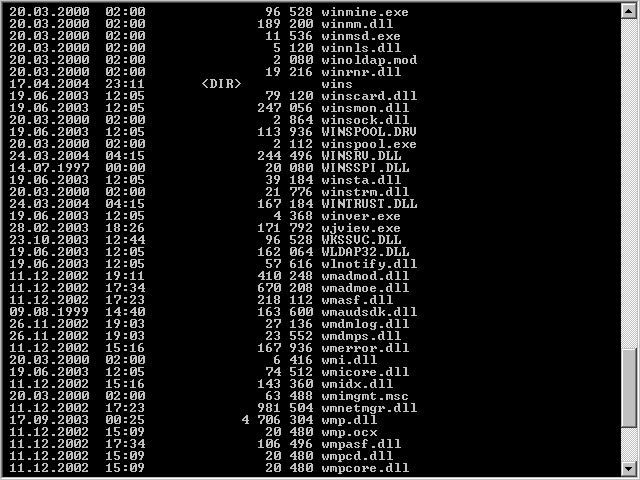 20.03.2000  02:00               96 528 winmine.exe
20.03.2000  02:00              189 200 winmm.dll
20.03.2000  02:00               11 536 winmsd.exe
20.03.2000  02:00                5 120 winnls.dll
20.03.2000  02:00                2 080 winoldap.mod
20.03.2000  02:00               19 216 winrnr.dll
17.04.2004  23:11       <DIR>          wins
19.06.2003  12:05               79 120 winscard.dll
19.06.2003  12:05              247 056 winsmon.dll
20.03.2000  02:00                2 864 winsock.dll
19.06.2003  12:05              113 936 WINSPOOL.DRV
20.03.2000  02:00                2 112 winspool.exe
24.03.2004  04:15              244 496 WINSRV.DLL
14.07.1997  00:00               20 080 WINSSPI.DLL
19.06.2003  12:05               39 184 winsta.dll
20.03.2000  02:00               21 776 winstrm.dll
24.03.2004  04:15              167 184 WINTRUST.DLL
19.06.2003  12:05                4 368 winver.exe
28.02.2003  18:26              171 792 wjview.exe
23.10.2003  12:44               96 528 WKSSVC.DLL
19.06.2003  12:05              162 064 WLDAP32.DLL
19.06.2003  12:05               57 616 wlnotify.dll
11.12.2002  19:11              410 248 wmadmod.dll
11.12.2002  17:34              670 208 wmadmoe.dll
11.12.2002  17:23              218 112 wmasf.dll
09.08.1999  14:40              163 600 wmaudsdk.dll
26.11.2002  19:03               27 136 wmdmlog.dll
26.11.2002  19:03               23 552 wmdmps.dll
11.12.2002  15:16              167 936 wmerror.dll
20.03.2000  02:00                6 416 wmi.dll
19.06.2003  12:05               74 512 wmicore.dll
11.12.2002  15:16              143 360 wmidx.dll
20.03.2000  02:00               63 488 wmimgmt.msc
11.12.2002  17:23              981 504 wmnetmgr.dll
17.09.2003  00:25            4 706 304 wmp.dll
11.12.2002  15:09               20 480 wmp.ocx
11.12.2002  17:34              106 496 wmpasf.dll
11.12.2002  15:09               20 480 wmpcd.dll
11.12.2002  15:09               20 480 wmpcore.dll